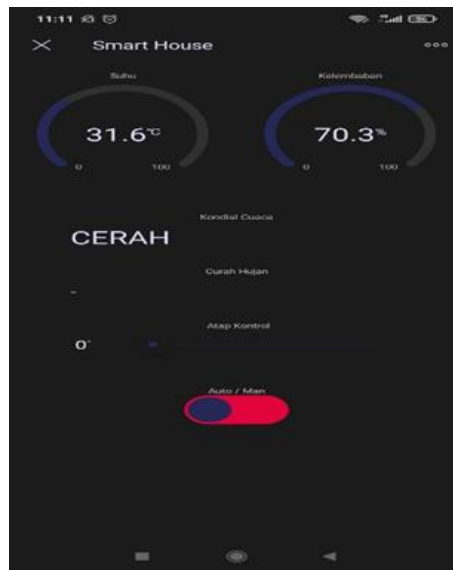 11:11
Smart House
Suhu
Kelembaban
31.6°C
70.3%
0 100
0 100
Kondisi Cuaca
CERAH
Curah Hujan
-
Atap Kontrol
0°
Auto / Man